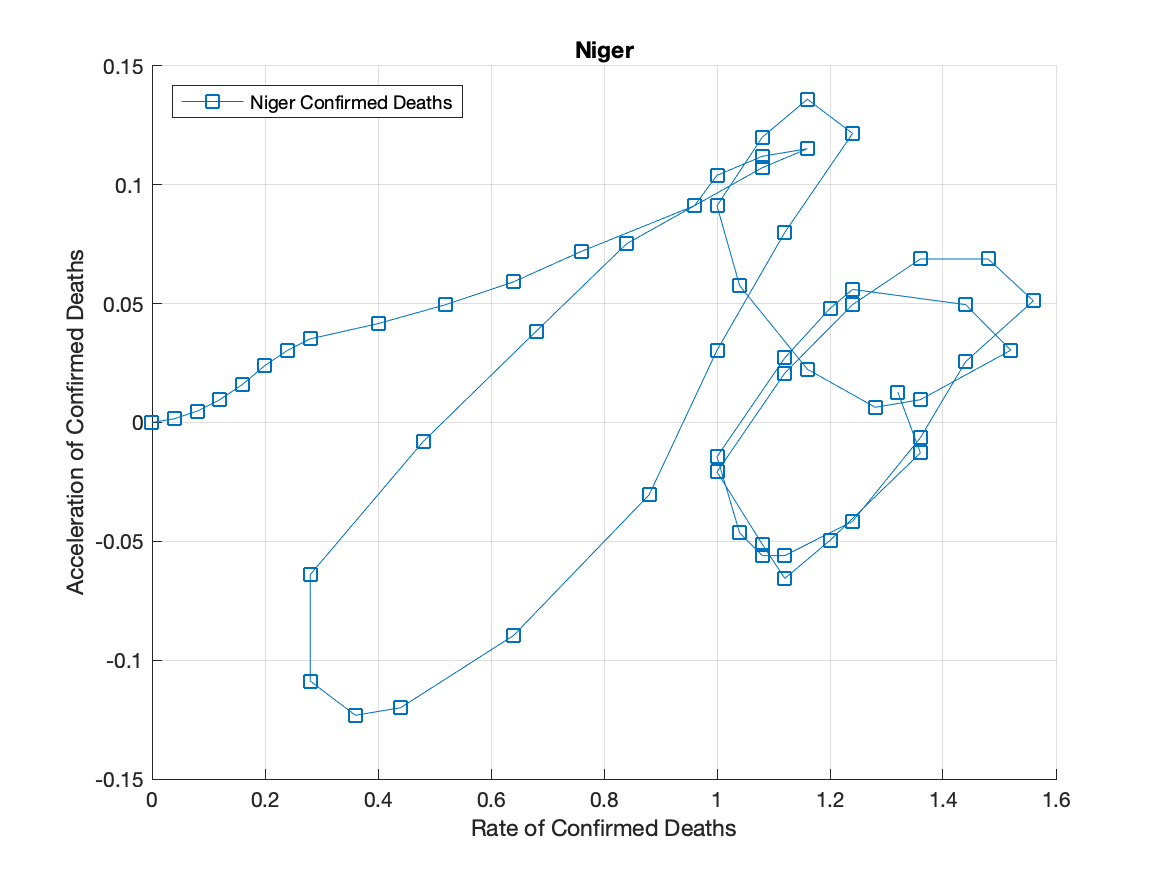 Niger
Niger Confirmed Deaths
Acceleration of Confirmed Deaths
0.15
0.1
0.05
0
-0.05
-0.1
-0.15
0 0.2 0.4 0.6 0.8 1 1.2 1.4 1.6
Rate of Confirmed Deaths